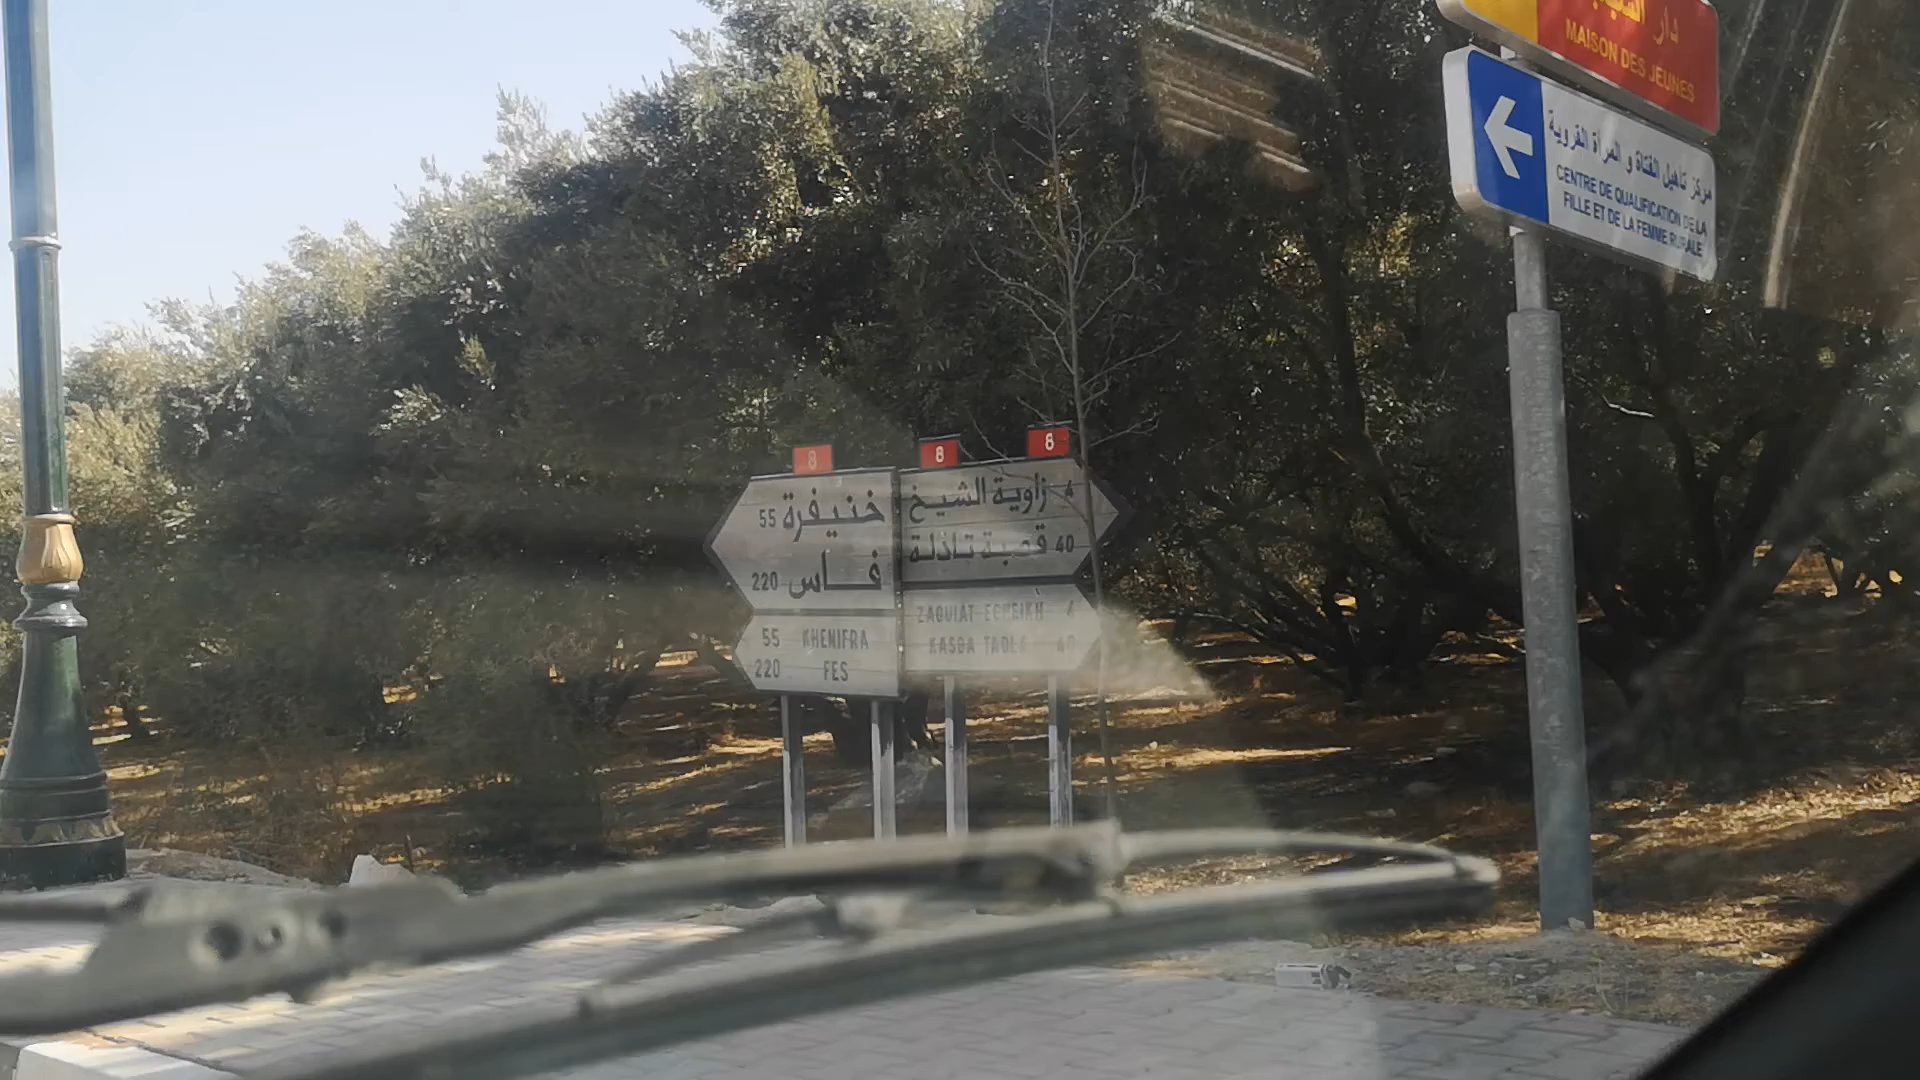 8
خنيفرة 55
فاس 220
55 KHENIFRA
220 FES
8
8
زاوية الشيخ 4
قصبة تادلة 40
ZAOUIAT ECHEIKH 4
KASBA TADLA 40
دار الشباب
MAISON DES JEUNES
مركز تاهيل الفتاة و المرأة القروية
CENTRE DE QUALIFICATION DE LA
FILLE ET DE LA FEMME RURALE